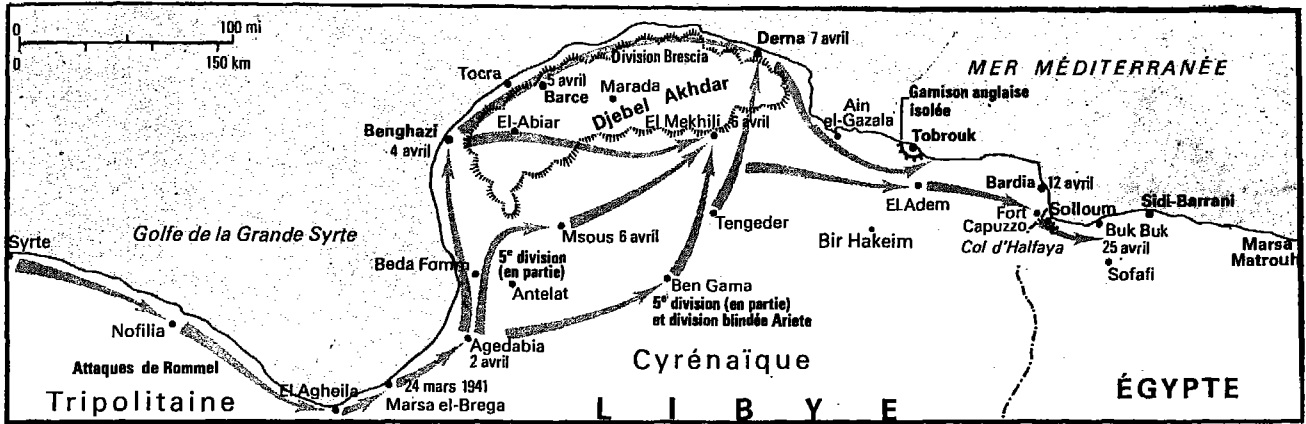 0 100 mi
0 150 km
Derna 7 avril
Division Brescia
MER MÉDITERRANÉE
Tocra
5 avril
Barce
Marada
Djebel Akhdar
Garnison anglaise
isolée
Ain
el-Gazala
Tobrouk
Benghazi
4 avril
El-Abiar
El Mekhili 6 avril
Bardia 12 avril
El Adem
Fort
Capuzzo
Solloum
Sidi-Barrani
Col d'Halfaya
Buk Buk
25 avril
Sofafi
Marsa
Matrouh
Golfe de la Grande Syrte
Syrte
Msous 6 avril
Tengeder
Bir Hakeim
Beda Fomm
5e division
(en partie)
Antelat
Ben Gama
5e division (en partie)
et division blindée Ariete
Nofilia
Agedabia
2 avril
Cyrénaïque
Attaques de Rommel
El Agheila
24 mars 1941
Marsa el-Brega
Tripolitaine
LIBYE
ÉGYPTE